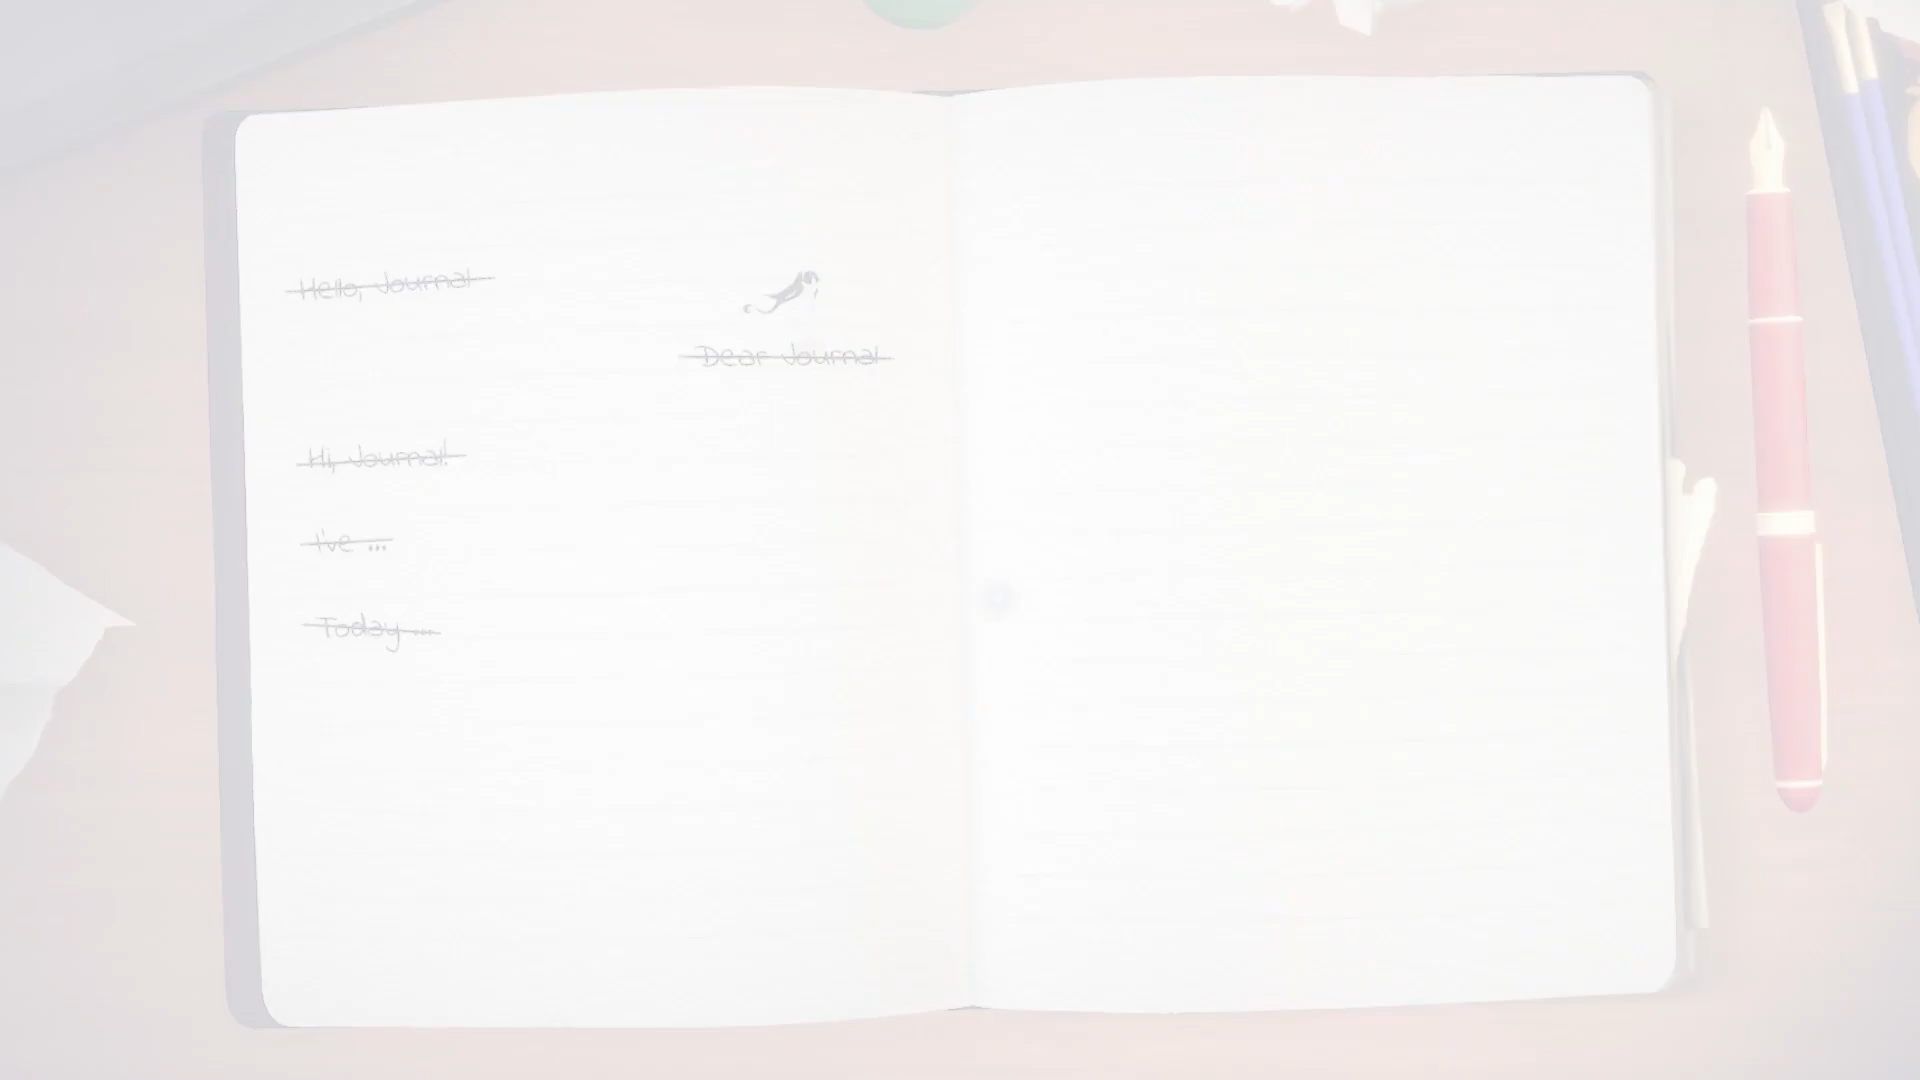 Hello, Journal
Dear Journal
Hi, Journal!
I've ...
Today ...